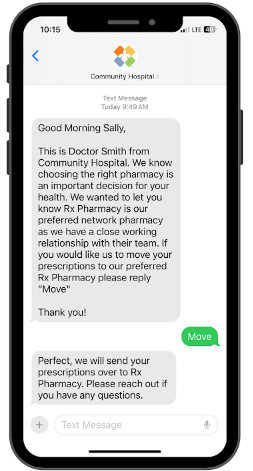 10:15
LTE
Community Hospital
Text Message
Today 9:49 AM
Good Morning Sally,
This is Doctor Smith from
Community Hospital. We know
choosing the right pharmacy is
an important decision for your
health. We wanted to let you
know Rx Pharmacy is our
preferred network pharmacy
as we have a close working
relationship with their team. If
you would like us to move your
prescriptions to our preferred
Rx Pharmacy please reply
"Move"
Thank you!
Move
Perfect, we will send your
prescriptions over to Rx
Pharmacy. Please reach out if
you have any questions.
Text Message